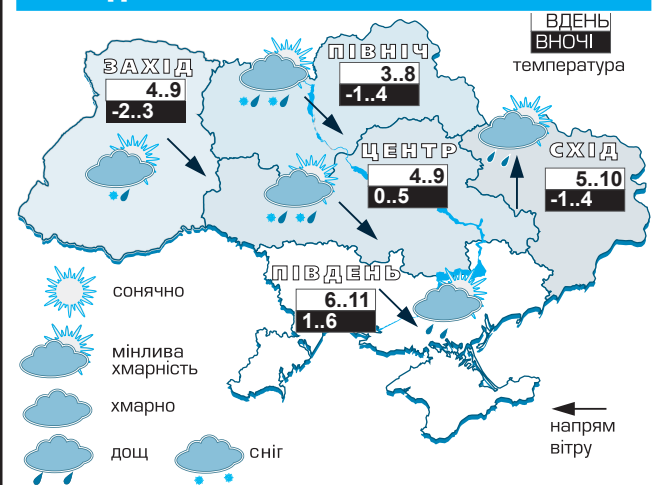 ВДЕНЬ
ВНОЧІ
температура
ПІВНІЧ
3..8
-1..4
ЗАХІД
4..9
-2..3
ЦЕНТР
4..9
0..5
СХІД
5..10
-1..4
ПІВДЕНЬ
6..11
1..6
сонячно
мінлива
хмарність
хмарно
дощ
сніг
напрям
вітру